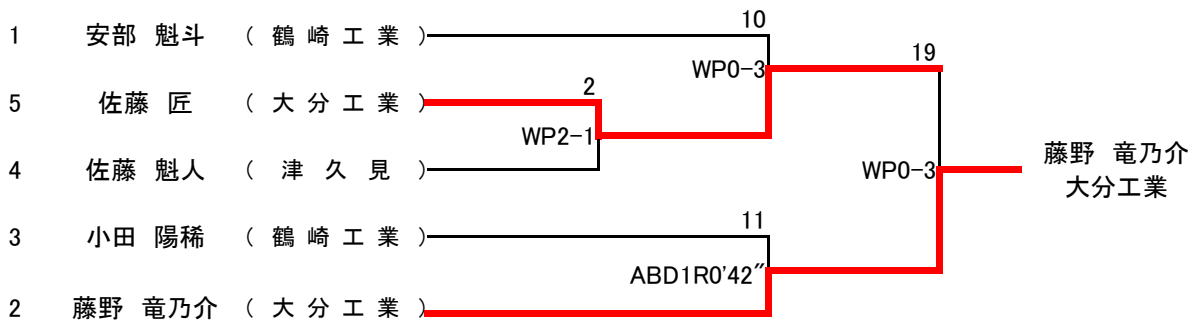 10
1 安部 魁斗 （ 鶴 崎 工 業 ）
19
WP0-3
2
5 佐藤 匠 （ 大 分 工 業 ）
WP2-1
藤野 竜乃介
4 佐藤 魁人 （ 津 久 見 ）
WP0-3
大分工業
11
3 小田 陽稀 （ 鶴 崎 工 業 ）
ABD1R0'42"
2 藤野 竜乃介 （ 大 分 工 業 ）